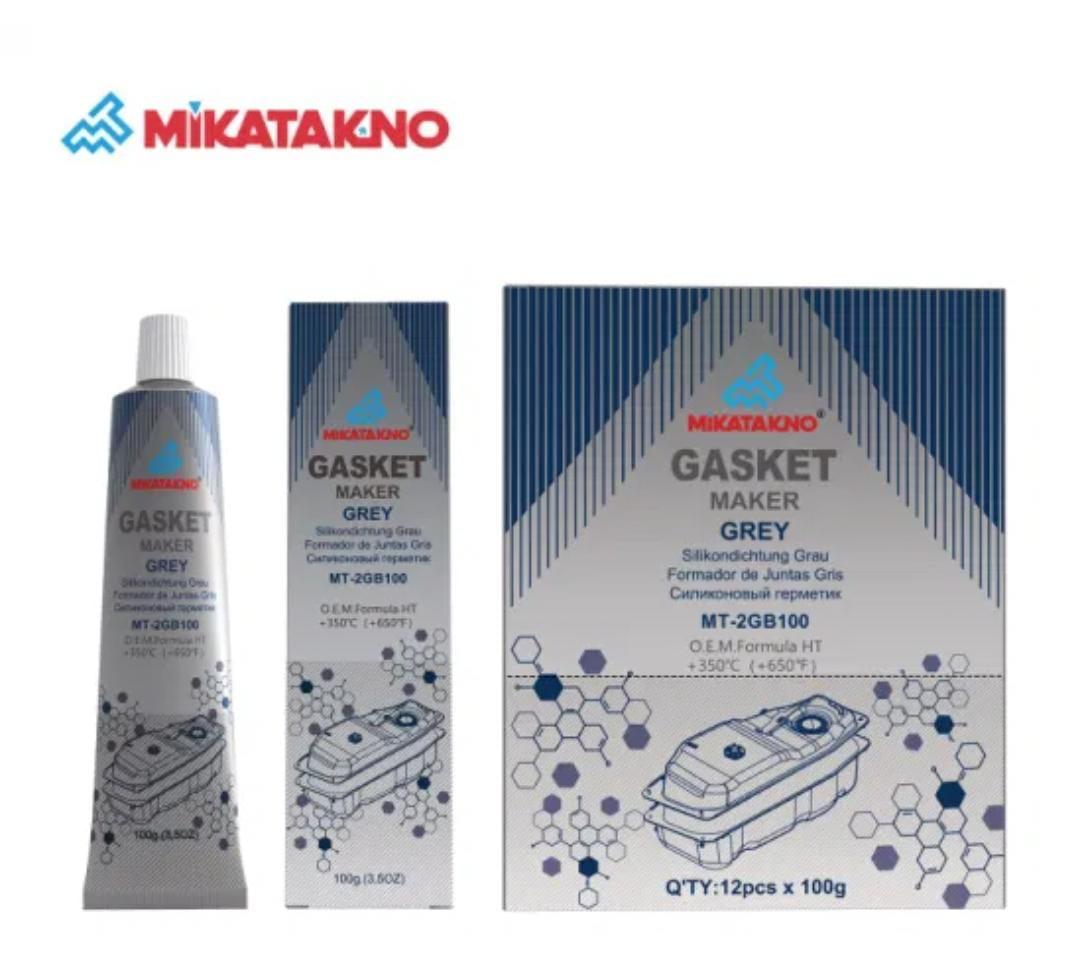 MiKATAKNO
MiKATAKNO®
GASKET
MAKER
GREY
Silikondichtung Grau
Formador de Juntas Gris
Силиконовый герметик
MT-2GB100
O.E.M.Formula HT
+350℃ (+650℉)
100g.(3,5OZ)
MiKATAKNO®
GASKET
MAKER
GREY
Silikondichtung Grau
Formador de Juntas Gris
Силиконовый герметик
MT-2GB100
O.E.M.Formula HT
+350℃ (+650℉)
100g.(3,5OZ)
MiKATAKNO®
GASKET
MAKER
GREY
Silikondichtung Grau
Formador de Juntas Gris
Силиконовый герметик
MT-2GB100
O.E.M.Formula HT
+350℃ (+650℉)
Q'TY:12pcs x 100g